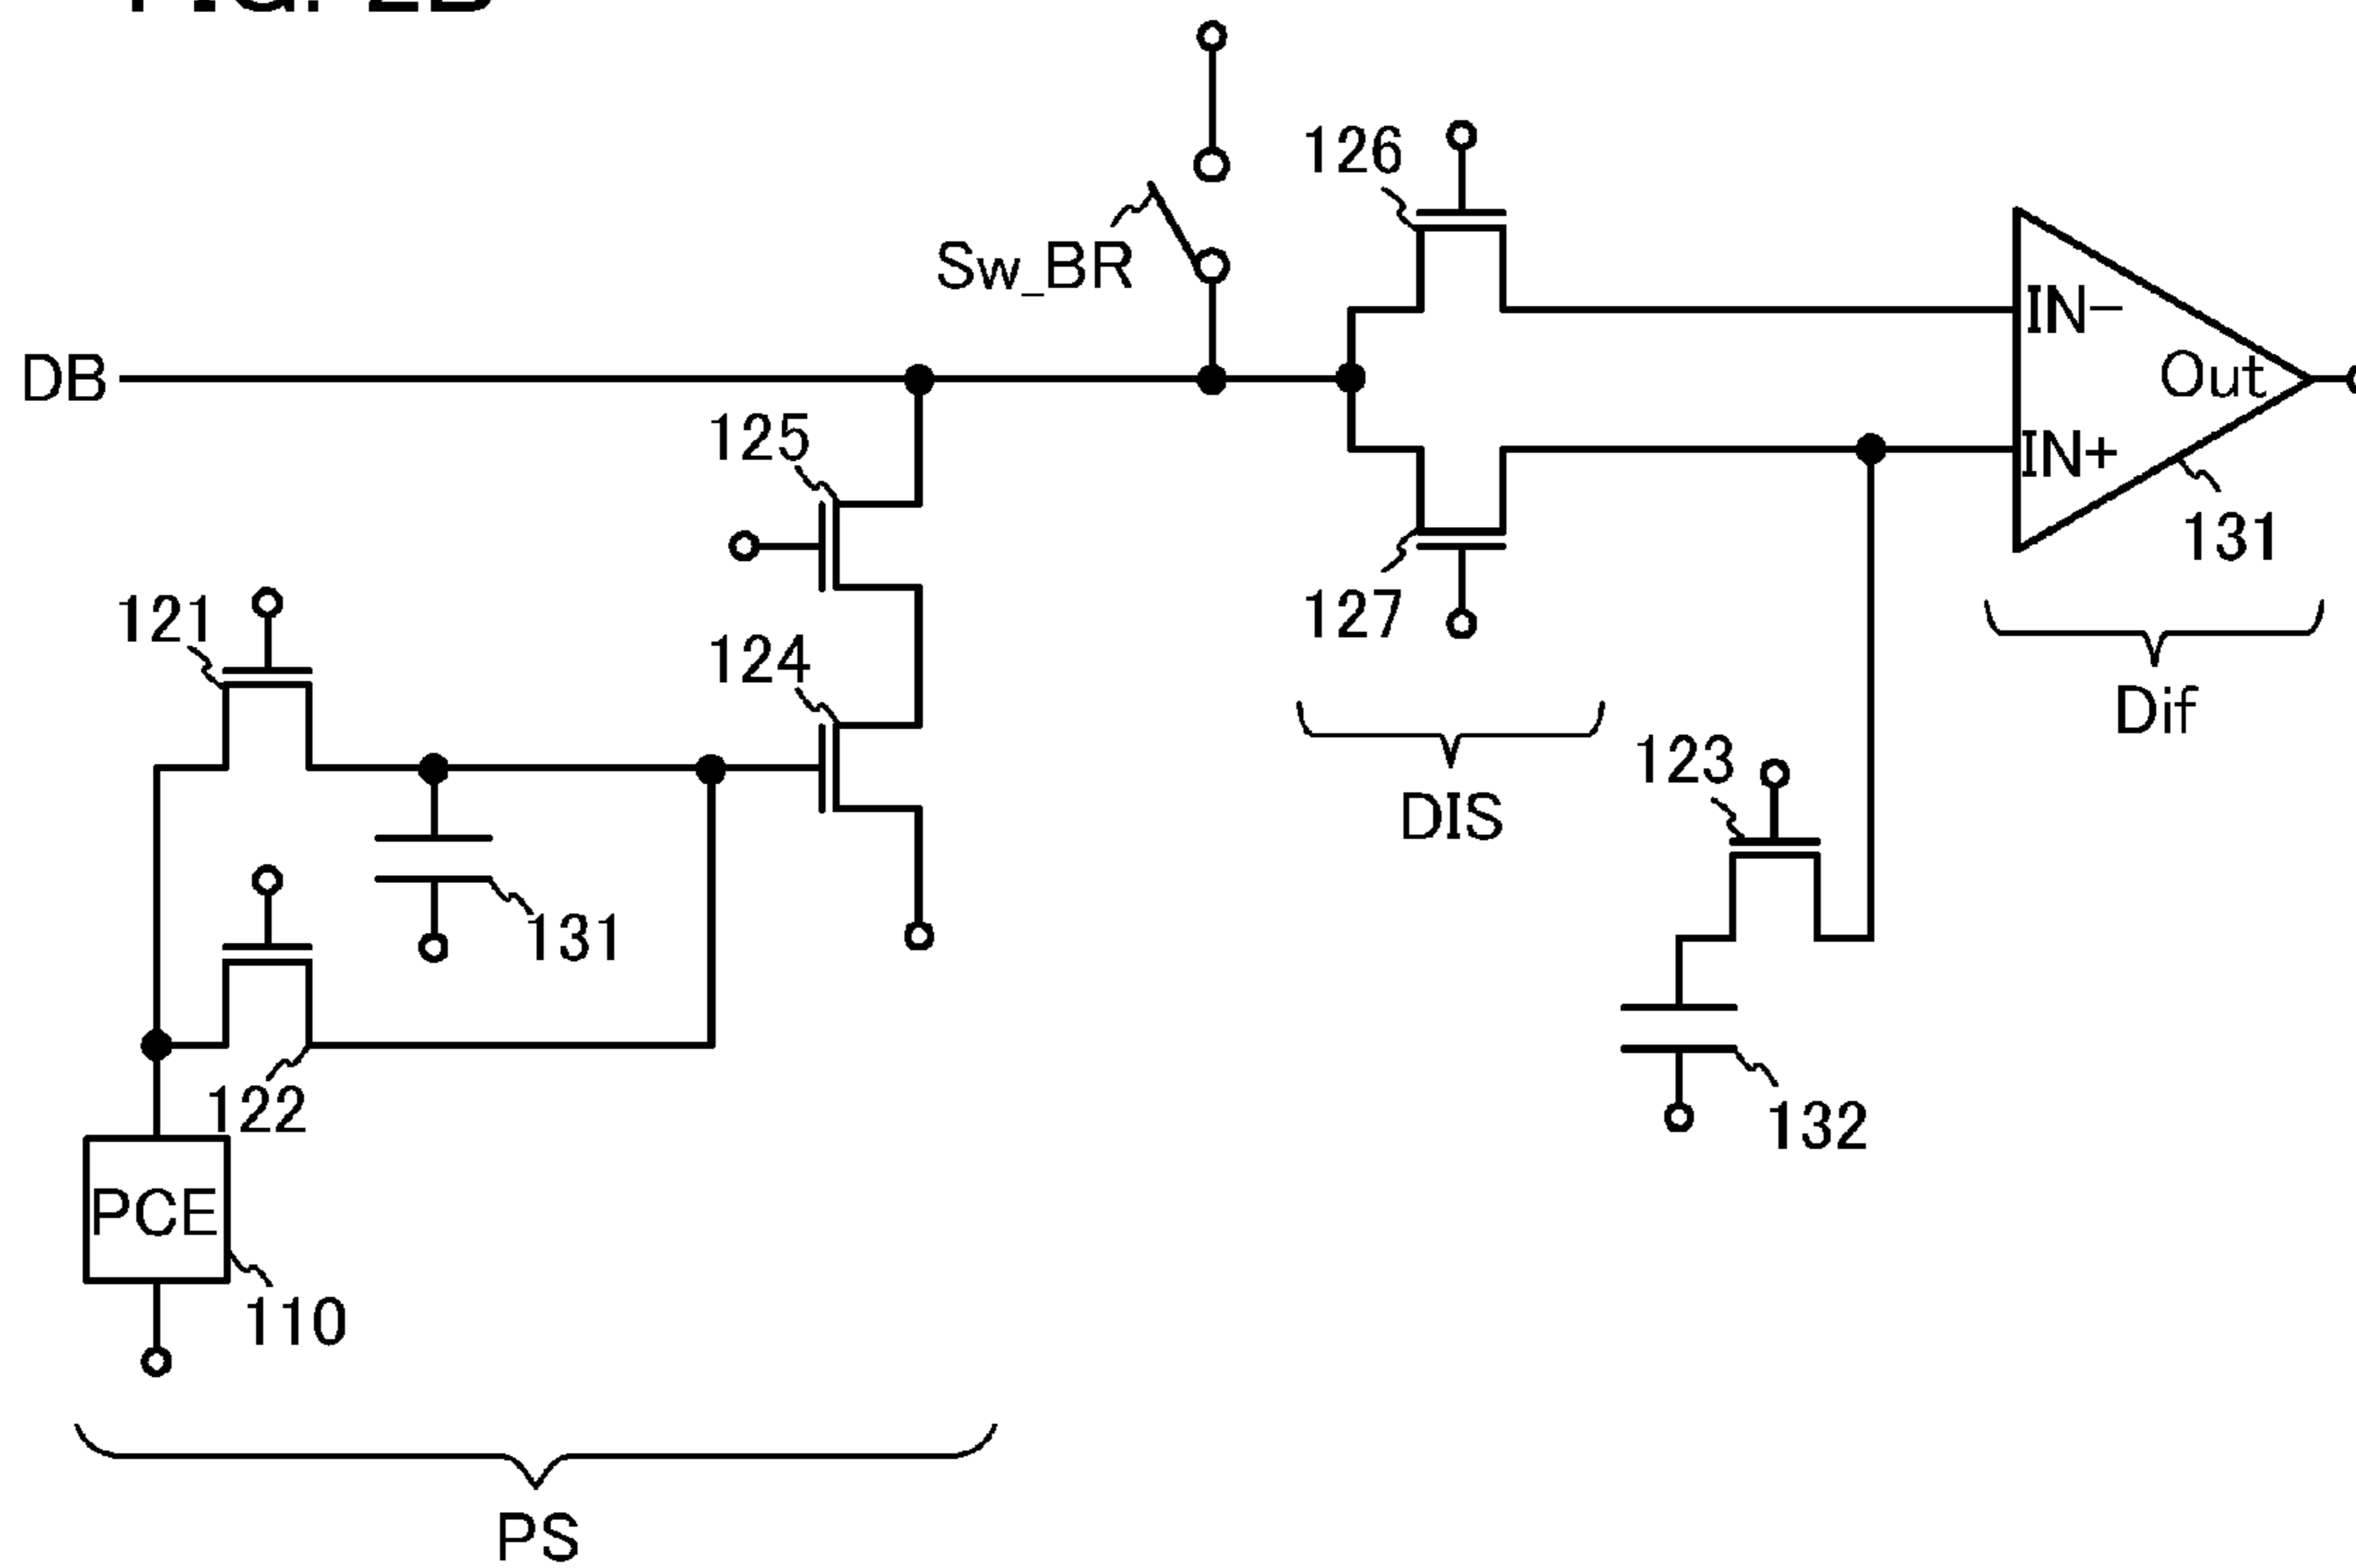 126
Sw_BR
IN-
DB
Out
125
IN+
131
127
121
124
Dif
123
DIS
131
122
132
PCE
110
PS